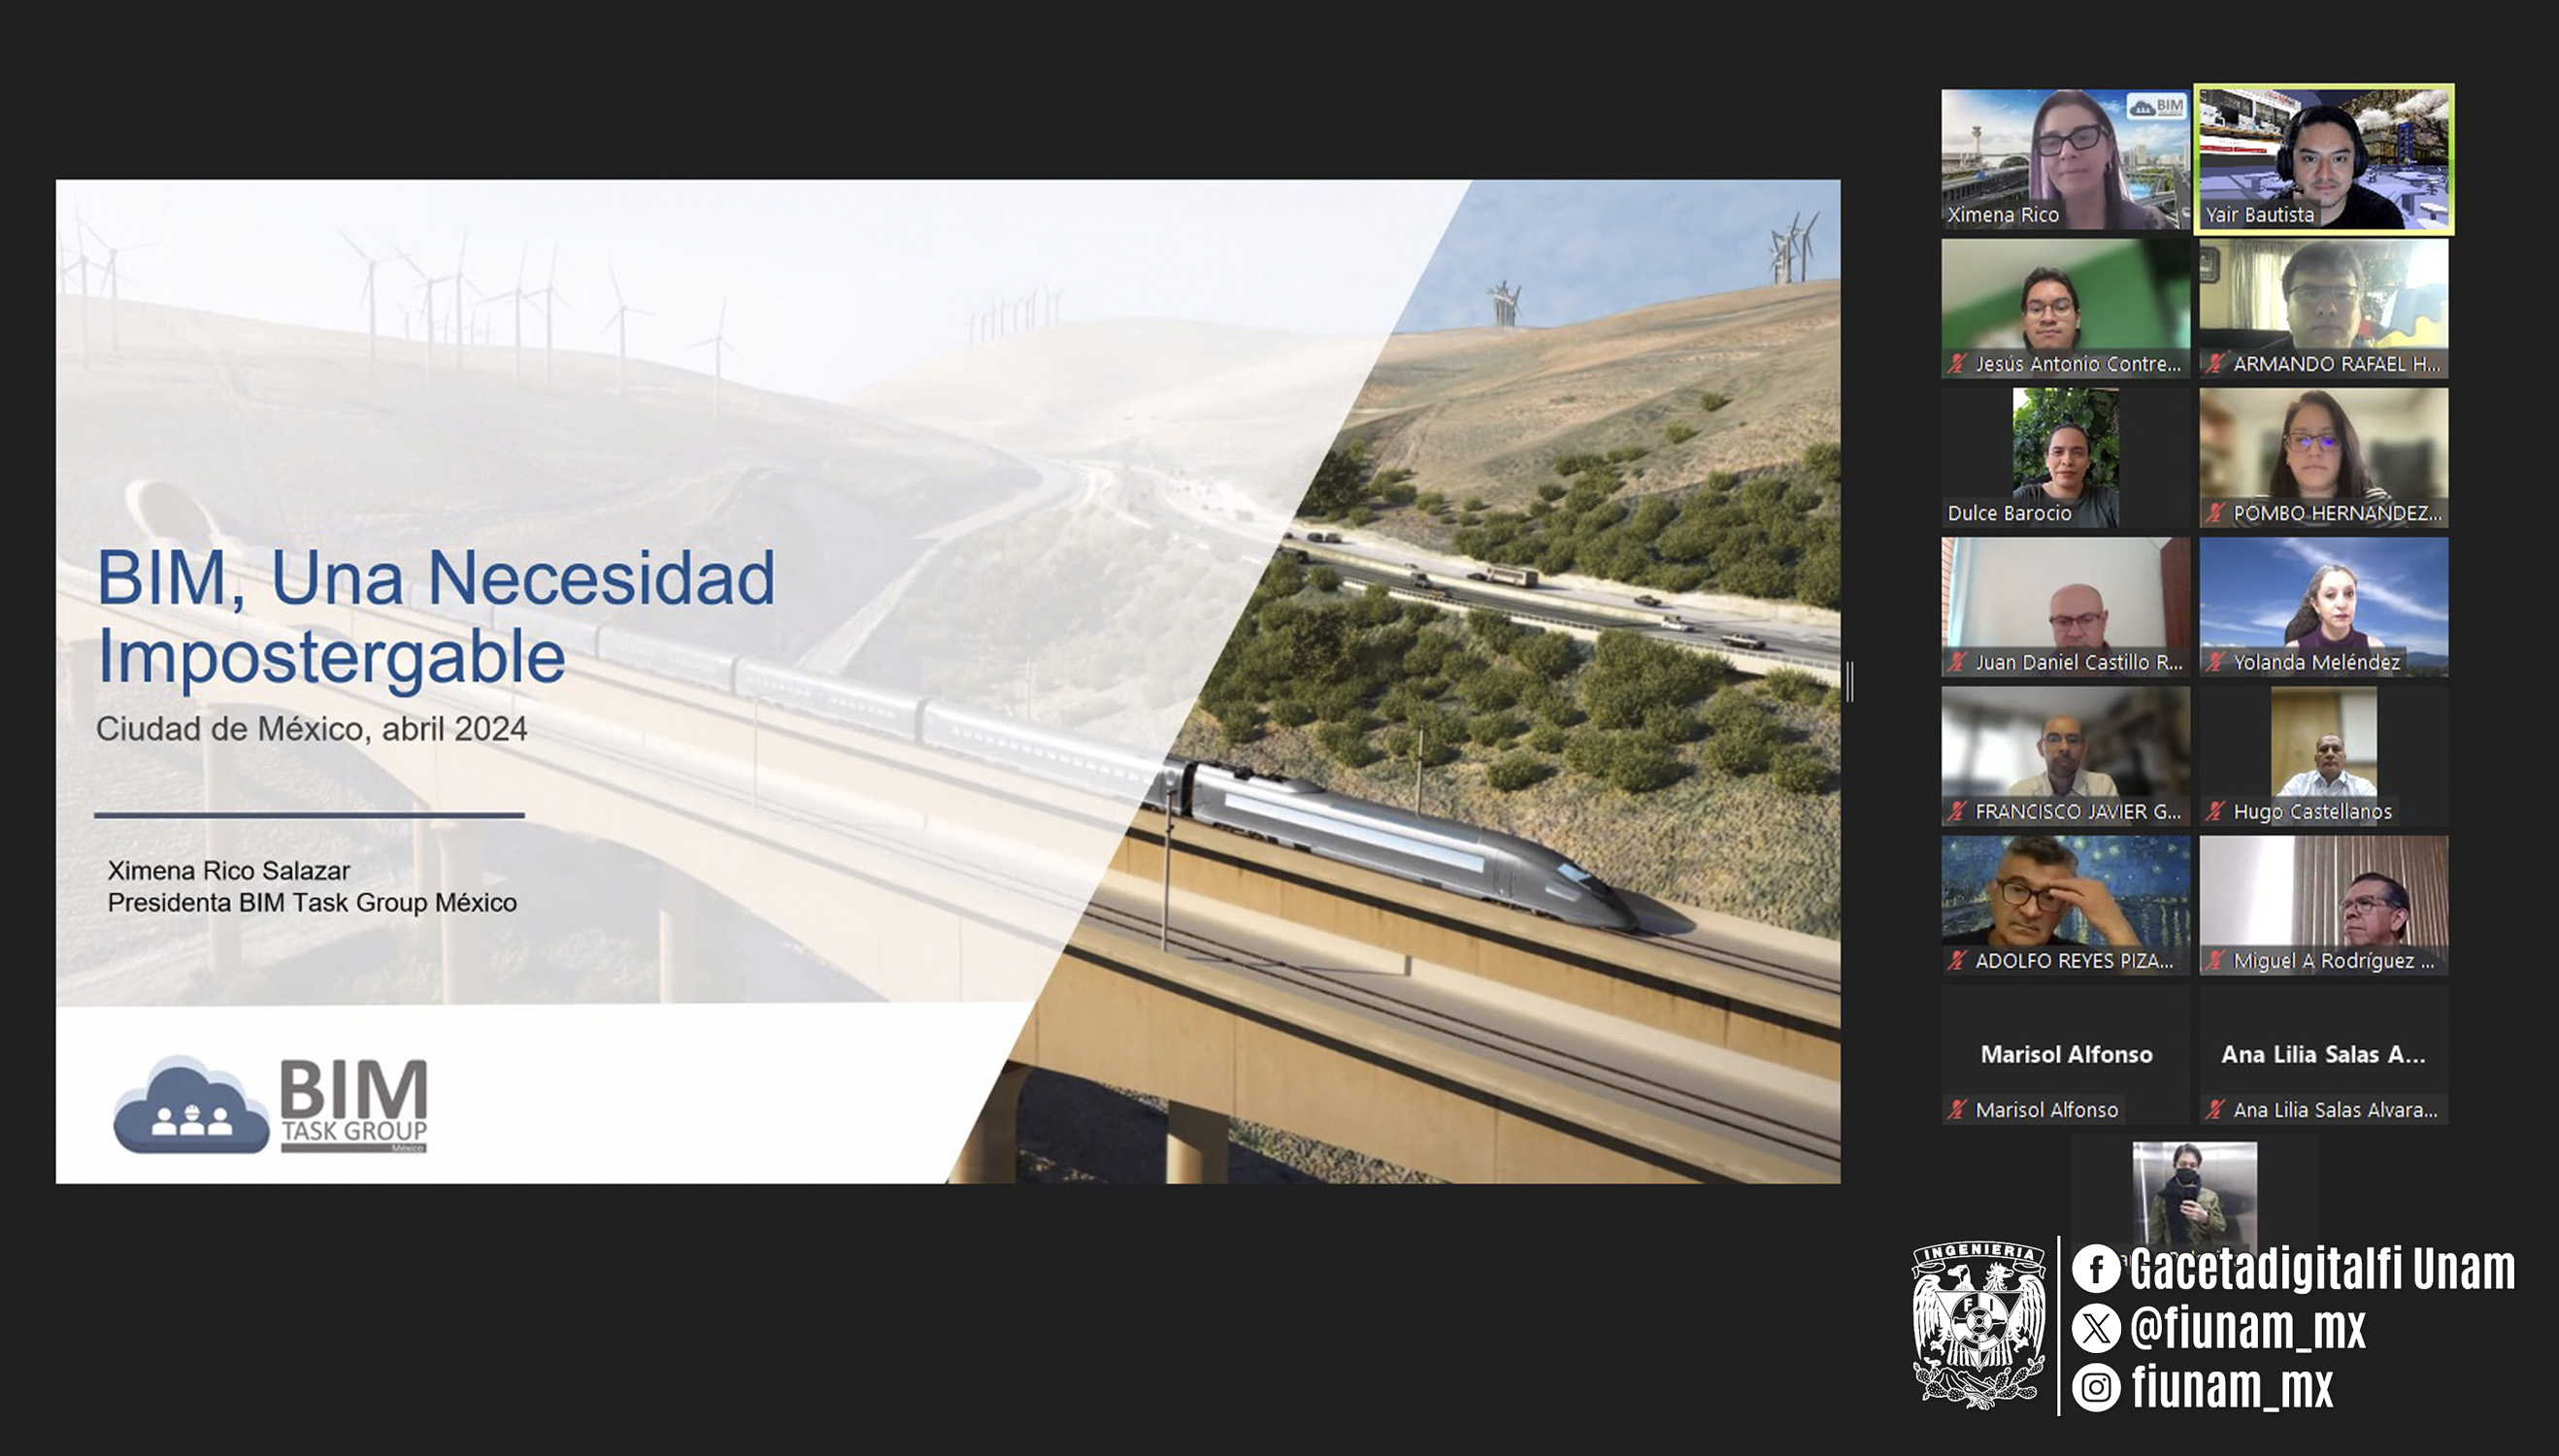 BIM, Una Necesidad
Impostergable
Ciudad de México, abril 2024
Ximena Rico Salazar
Presidenta BIM Task Group México
BIM
TASK GROUP
México
BIM
Ximena Rico
Yair Bautista
Jesús Antonio Contre...
ARMANDO RAFAEL H...
Dulce Barocio
POMBO HERNANDEZ...
Juan Daniel Castillo R...
Yolanda Meléndez
FRANCISCO JAVIER G...
Hugo Castellanos
ADOLFO REYES PIZA...
Miguel A Rodríguez ...
Marisol Alfonso
Ana Lilia Salas A...
Marisol Alfonso
Ana Lilia Salas Alvara...
INGENIERIA
F I
Gacetadigitalfi Unam
@fiunam_mx
fiunam_mx